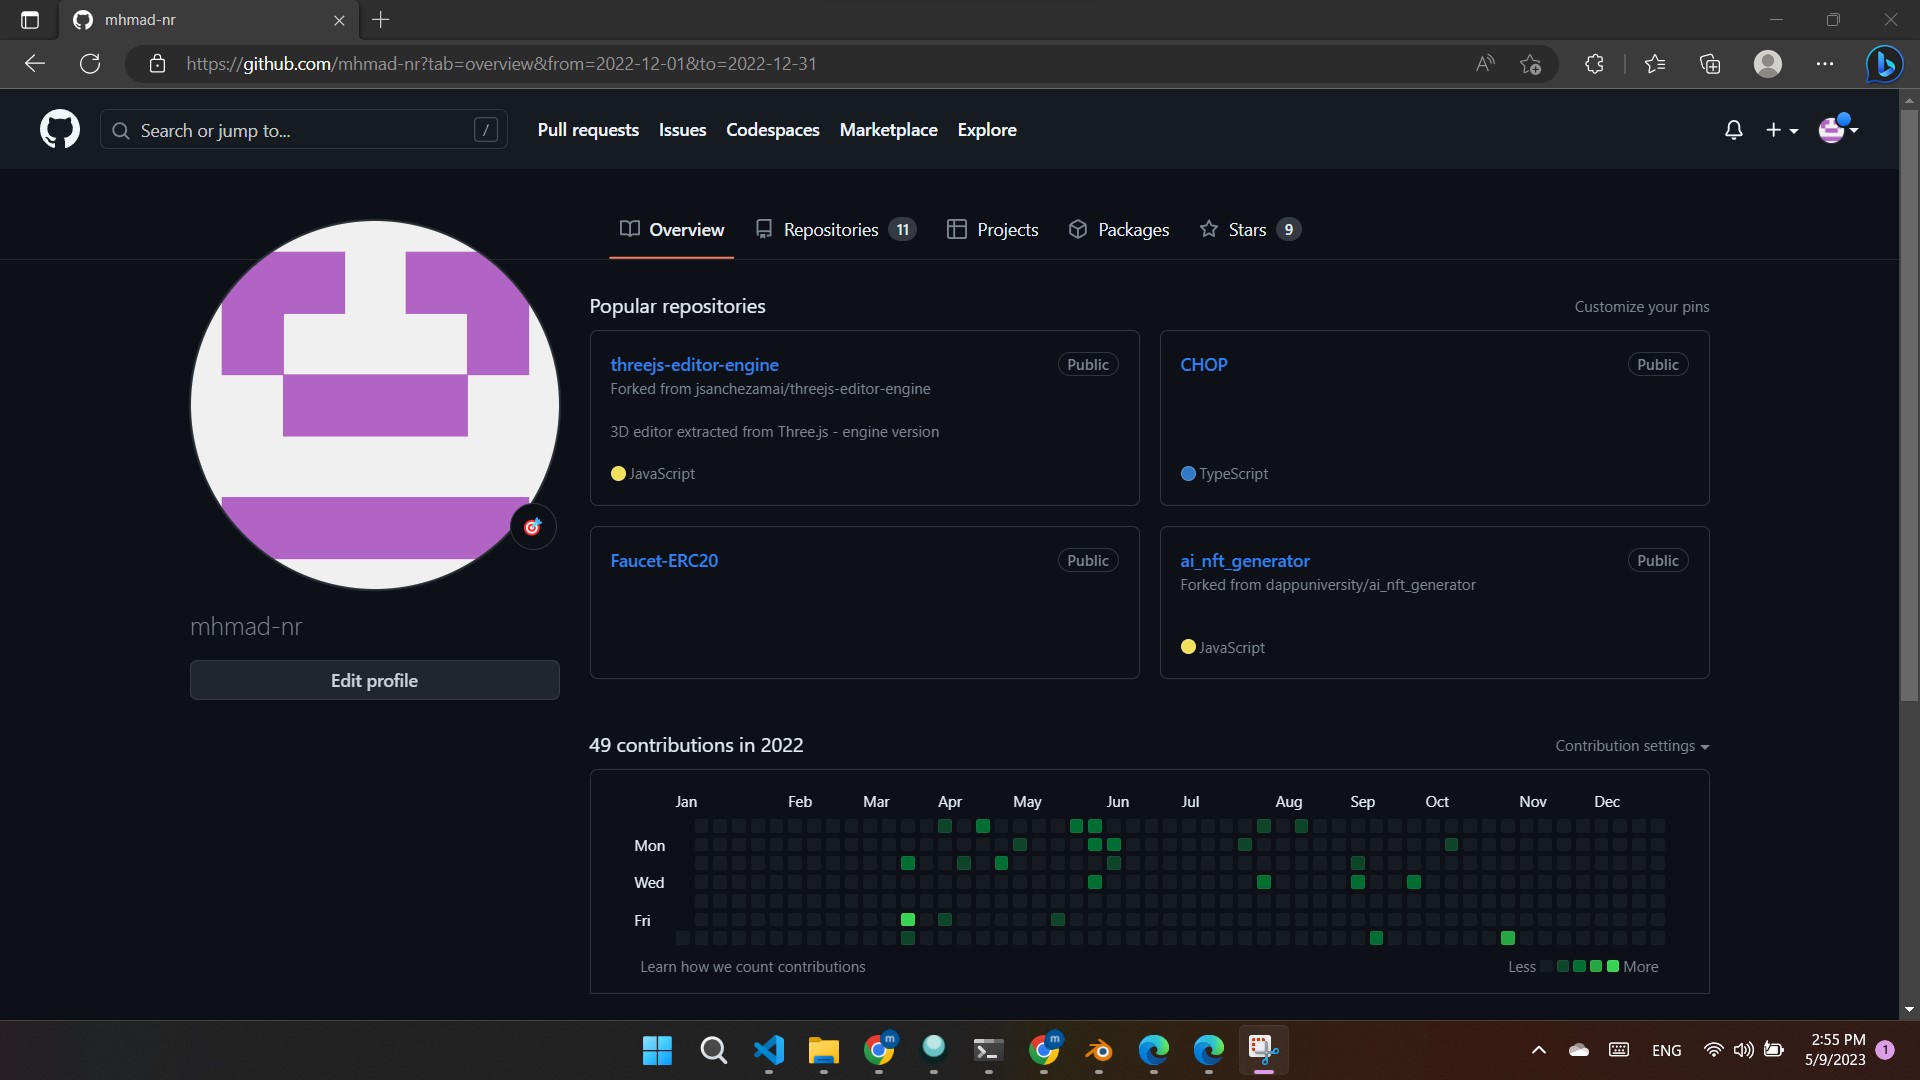 mhmad-nr
https://github.com/mhmad-nr?tab=overview&from=2022-12-01&to=2022-12-31
Search or jump to...
/
Pull requests
Issues
Codespaces
Marketplace
Explore
Overview
Repositories 11
Projects
Packages
Stars 9
mhmad-nr
Edit profile
Popular repositories
Customize your pins
threejs-editor-engine
Public
Forked from jsanchezamai/threejs-editor-engine
3D editor extracted from Three.js - engine version
JavaScript
CHOP
Public
TypeScript
Faucet-ERC20
Public
ai_nft_generator
Public
Forked from dappuniversity/ai_nft_generator
JavaScript
49 contributions in 2022
Contribution settings
Jan Feb Mar Apr May Jun Jul Aug Sep Oct Nov Dec
Mon
Wed
Fri
Learn how we count contributions
Less
More
m
m
ENG
2:55 PM
5/9/2023
1